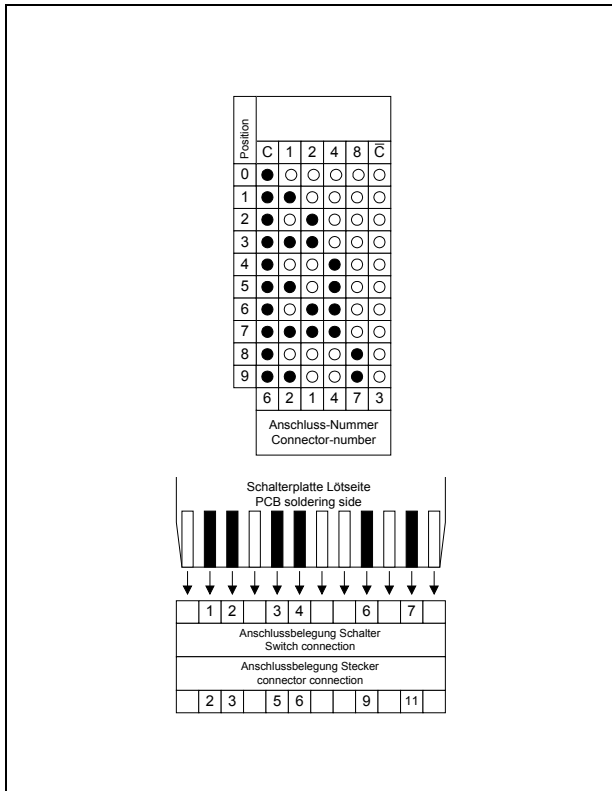 Position
C 1 2 4 8 C̅
0 ● ○ ○ ○ ○ ○
1 ● ● ○ ○ ○ ○
2 ● ○ ● ○ ○ ○
3 ● ● ● ○ ○ ○
4 ● ○ ○ ● ○ ○
5 ● ● ○ ● ○ ○
6 ● ○ ● ● ○ ○
7 ● ● ● ● ○ ○
8 ● ○ ○ ○ ● ○
9 ● ● ○ ○ ● ○
6 2 1 4 7 3
Anschluss-Nummer
Connector-number
Schalterplatte Lötseite
PCB soldering side
1 2 3 4 6 7
Anschlussbelegung Schalter
Switch connection
Anschlussbelegung Stecker
connector connection
2 3 5 6 9 11